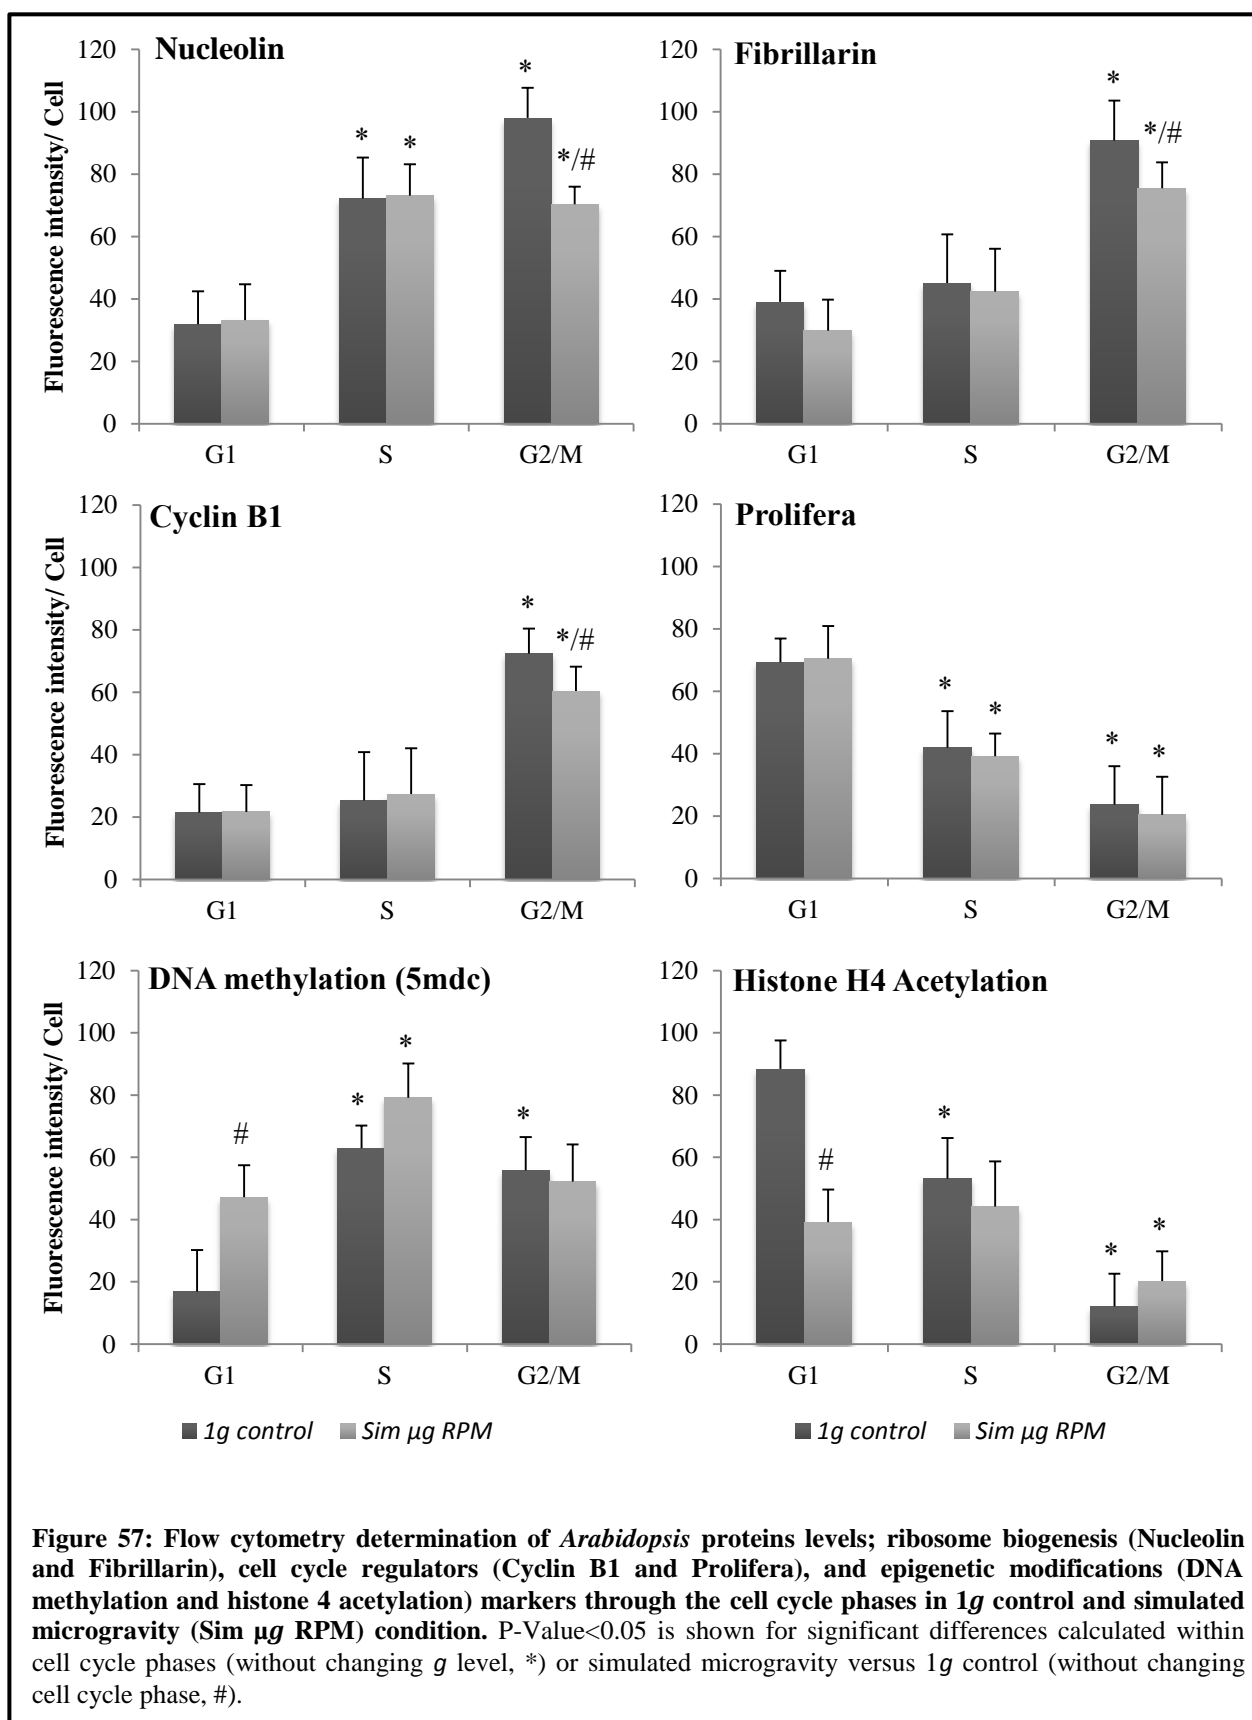 Nucleolin
Fluorescence intensity/ Cell
120
100
80
60
40
20
0
*
*
*
*/#
G1
S
G2/M
Fibrillarin
120
100
80
60
40
20
0
*
*/#
G1
S
G2/M
Cyclin B1
Fluorescence intensity/ Cell
120
100
80
60
40
20
0
*
*/#
G1
S
G2/M
Prolifera
120
100
80
60
40
20
0
*
*
*
*
G1
S
G2/M
DNA methylation (5mdc)
Fluorescence intensity/ Cell
120
100
80
60
40
20
0
#
*
*
*
G1
S
G2/M
1g control
Sim µg RPM
Histone H4 Acetylation
120
100
80
60
40
20
0
#
*
*
*
G1
S
G2/M
1g control
Sim µg RPM
Figure 57: Flow cytometry determination of Arabidopsis proteins levels; ribosome biogenesis (Nucleolin
and Fibrillarin), cell cycle regulators (Cyclin B1 and Prolifera), and epigenetic modifications (DNA
methylation and histone 4 acetylation) markers through the cell cycle phases in 1g control and simulated
microgravity (Sim µg RPM) condition. P-Value<0.05 is shown for significant differences calculated within
cell cycle phases (without changing g level, *) or simulated microgravity versus 1g control (without changing
cell cycle phase, #).